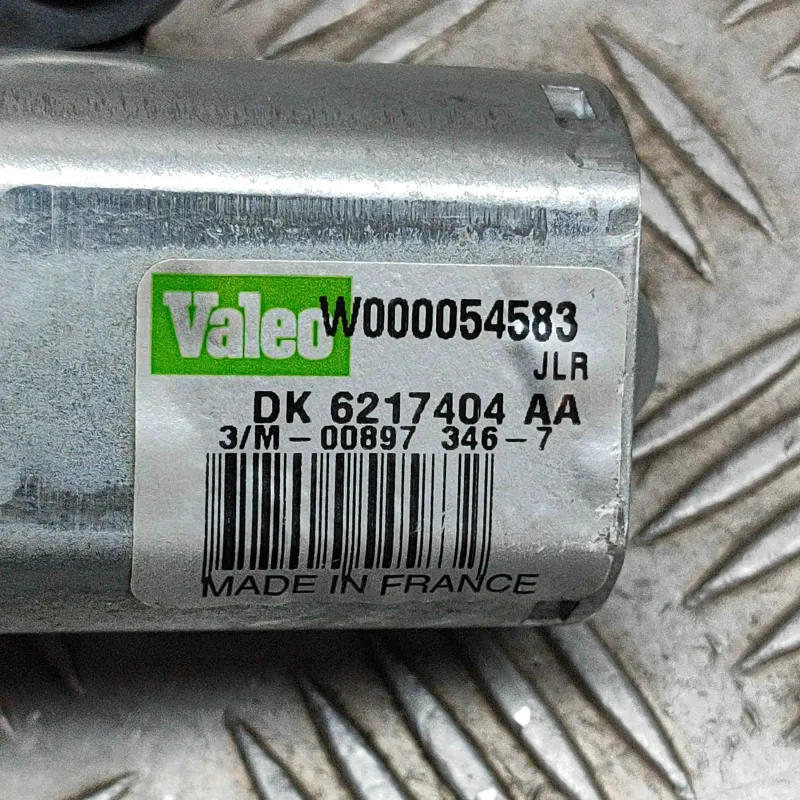 Valeo W000054583
JLR
DK 6217404 AA
3/M-00897 346-7
MADE IN FRANCE